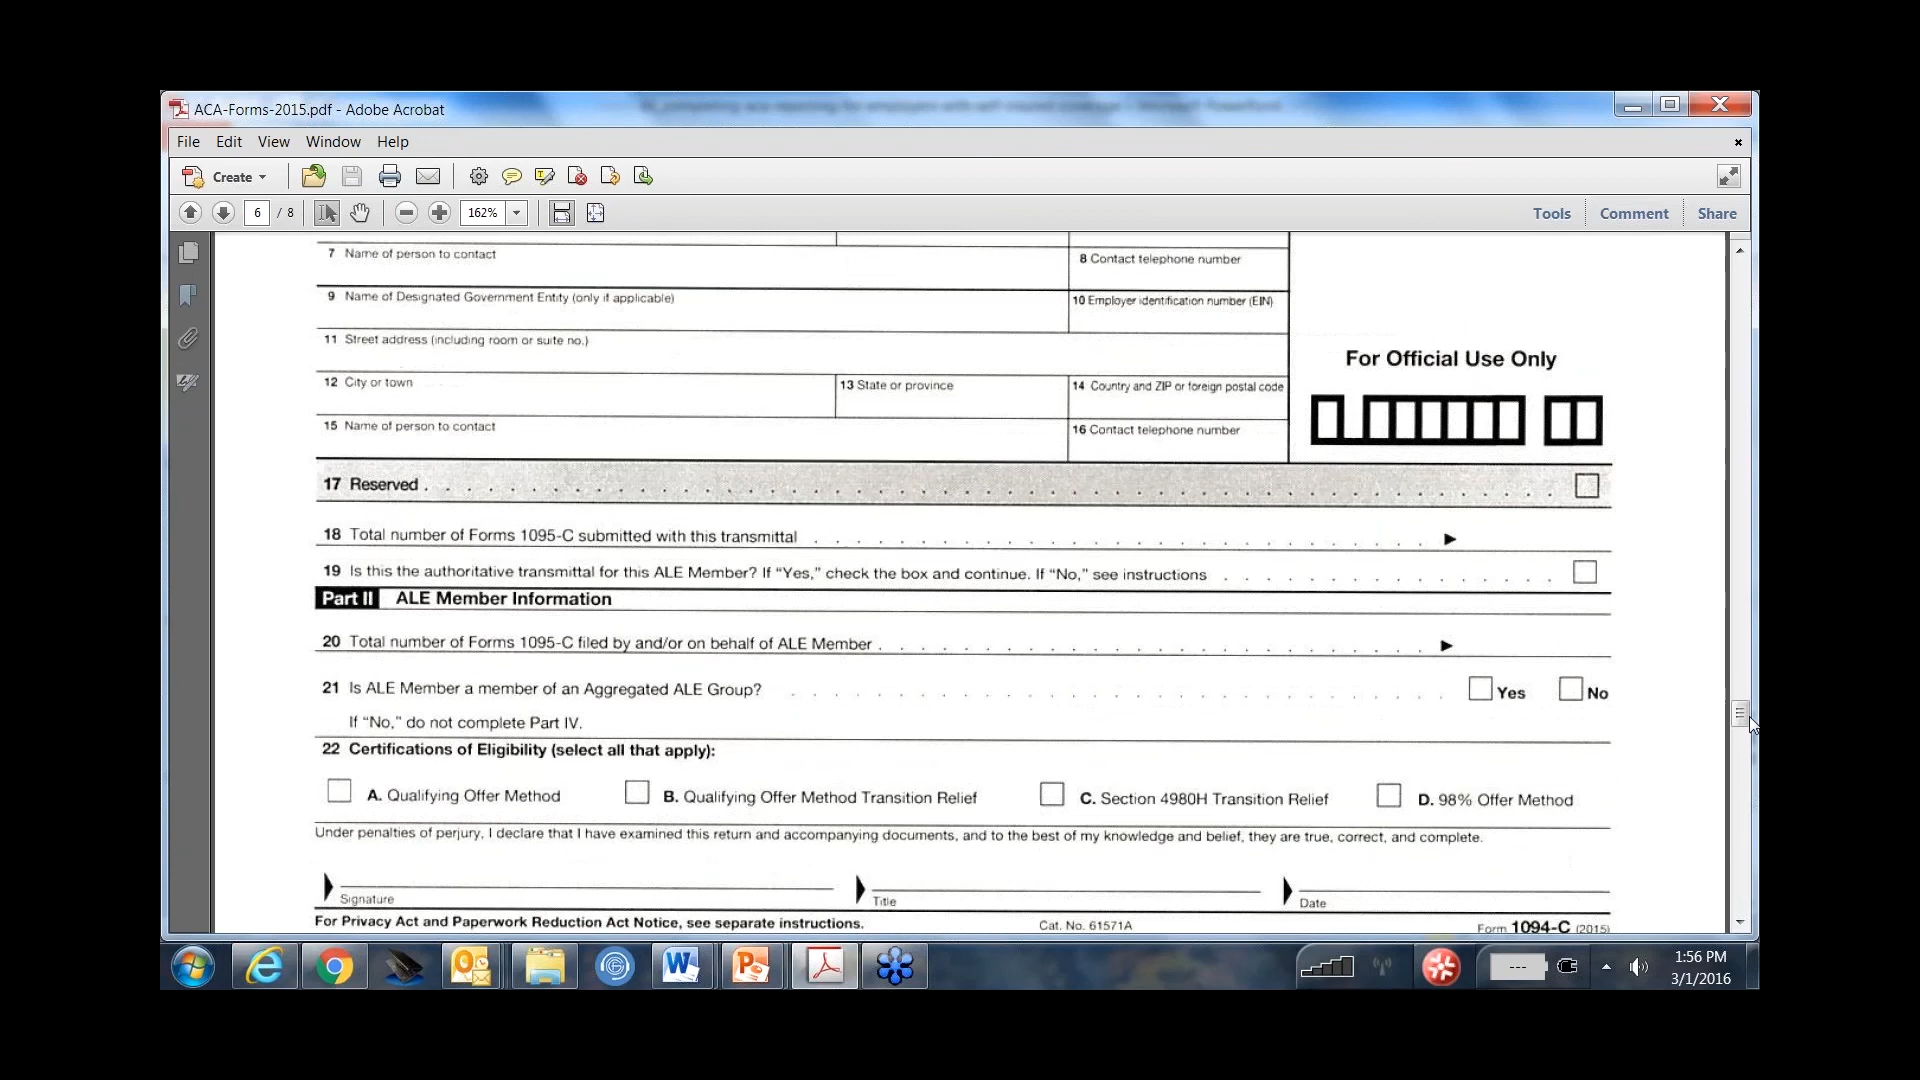 ACA-Forms-2015.pdf - Adobe Acrobat
File Edit View Window Help
Create
6 / 8 162% Tools Comment Share
7 Name of person to contact 8 Contact telephone number
9 Name of Designated Government Entity (only if applicable) 10 Employer identification number (EIN)
11 Street address (including room or suite no.)
For Official Use Only
12 City or town 13 State or province 14 Country and ZIP or foreign postal code
15 Name of person to contact 16 Contact telephone number
17 Reserved
18 Total number of Forms 1095-C submitted with this transmittal
19 Is this the authoritative transmittal for this ALE Member? If “Yes,” check the box and continue. If “No,” see instructions
Part II ALE Member Information
20 Total number of Forms 1095-C filed by and/or on behalf of ALE Member
21 Is ALE Member a member of an Aggregated ALE Group? Yes No
If “No,” do not complete Part IV.
22 Certifications of Eligibility (select all that apply):
A. Qualifying Offer Method B. Qualifying Offer Method Transition Relief C. Section 4980H Transition Relief D. 98% Offer Method
Under penalties of perjury, I declare that I have examined this return and accompanying documents, and to the best of my knowledge and belief, they are true, correct, and complete.
Signature Title Date
For Privacy Act and Paperwork Reduction Act Notice, see separate instructions. Cat. No. 61571A Form 1094-C (2015)
1:56 PM
3/1/2016